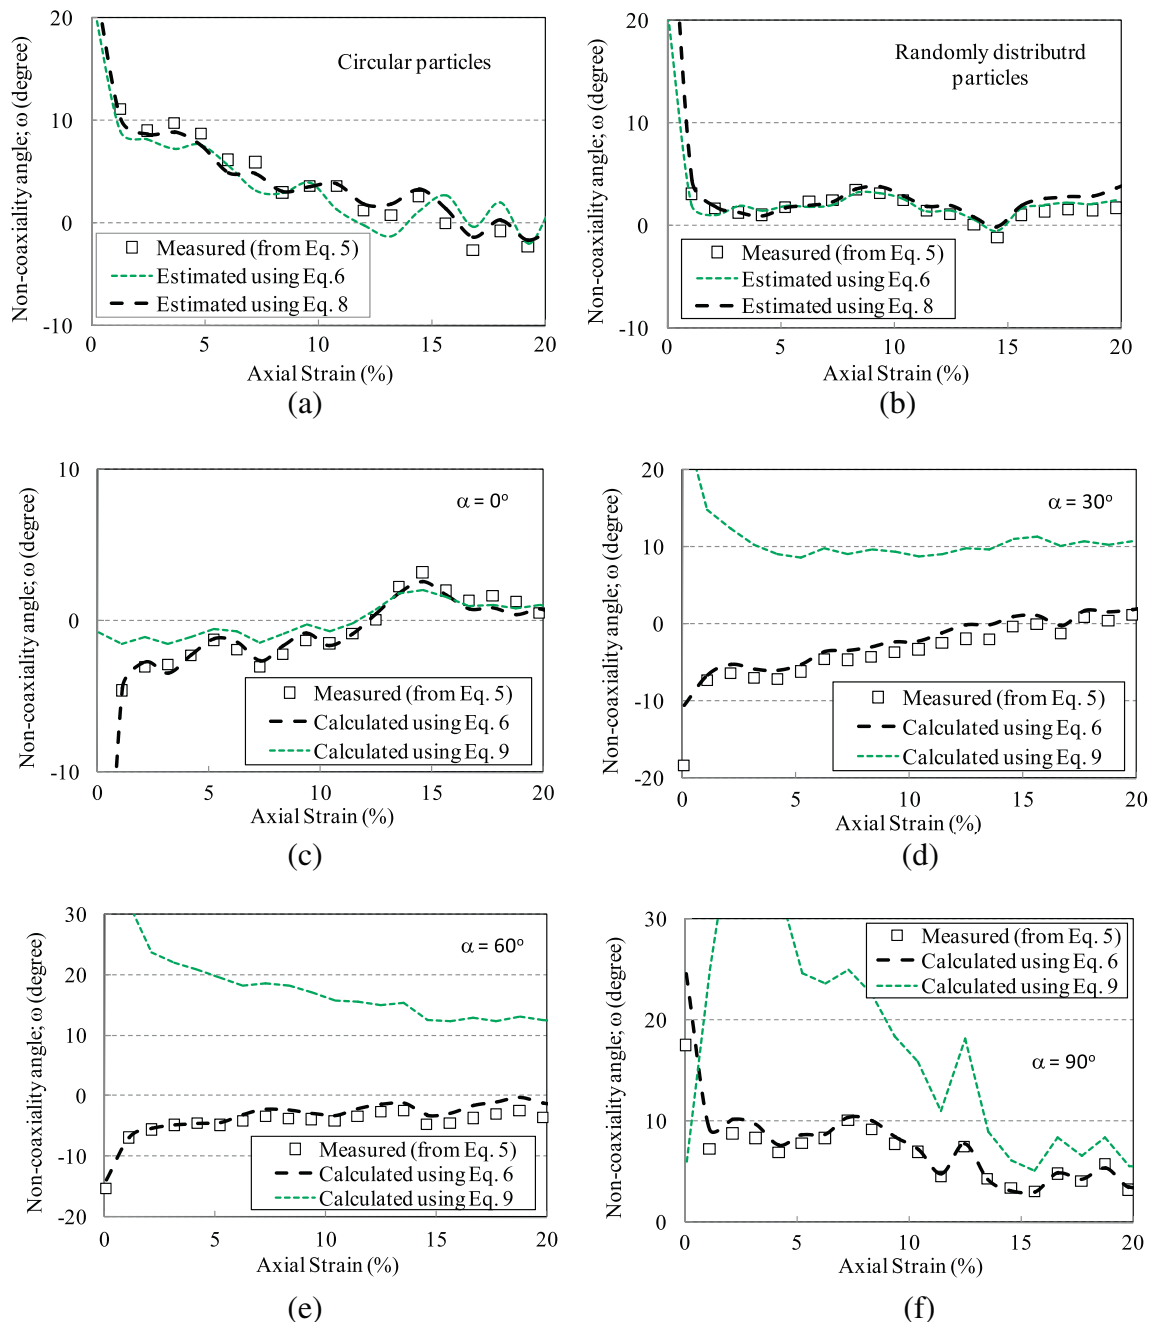 20
10
0
-10
Non-coaxiality angle; ω (degree)
Circular particles
Measured (from Eq. 5)
Estimated using Eq.6
Estimated using Eq. 8
0 5 10 15 20
Axial Strain (%)
(a)
20
10
0
-10
Non-coaxiality angle; ω (degree)
Randomly distributrd
particles
Measured (from Eq. 5)
Estimated using Eq.6
Estimated using Eq. 8
0 5 10 15 20
Axial Strain (%)
(b)
10
0
-10
Non-coaxiality angle; ω (degree)
α = 0°
Measured (from Eq. 5)
Calculated using Eq. 6
Calculated using Eq. 9
0 5 10 15 20
Axial Strain (%)
(c)
20
10
0
-10
-20
Non-coaxiality angle; ω (degree)
α = 30°
Measured (from Eq. 5)
Calculated using Eq. 6
Calculated using Eq. 9
0 5 10 15 20
Axial Strain (%)
(d)
30
20
10
0
-10
-20
Non-coaxiality angle; ω (degree)
α = 60°
Measured (from Eq. 5)
Calculated using Eq. 6
Calculated using Eq. 9
0 5 10 15 20
Axial Strain (%)
(e)
30
20
10
0
Non-coaxiality angle; ω (degree)
Measured (from Eq. 5)
Calculated using Eq. 6
Calculated using Eq. 9
α = 90°
0 5 10 15 20
Axial Strain (%)
(f)